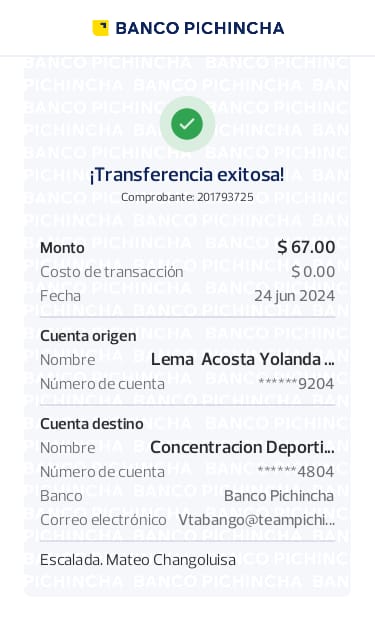 BANCO PICHINCHA
¡Transferencia exitosa!
Comprobante: 201793725
Monto $ 67.00
Costo de transacción $ 0.00
Fecha 24 jun 2024
Cuenta origen
Nombre Lema Acosta Yolanda ...
Número de cuenta ******9204
Cuenta destino
Nombre Concentracion Deporti...
Número de cuenta ******4804
Banco Banco Pichincha
Correo electrónico Vtabango@teampichi...
Escalada. Mateo Changoluisa